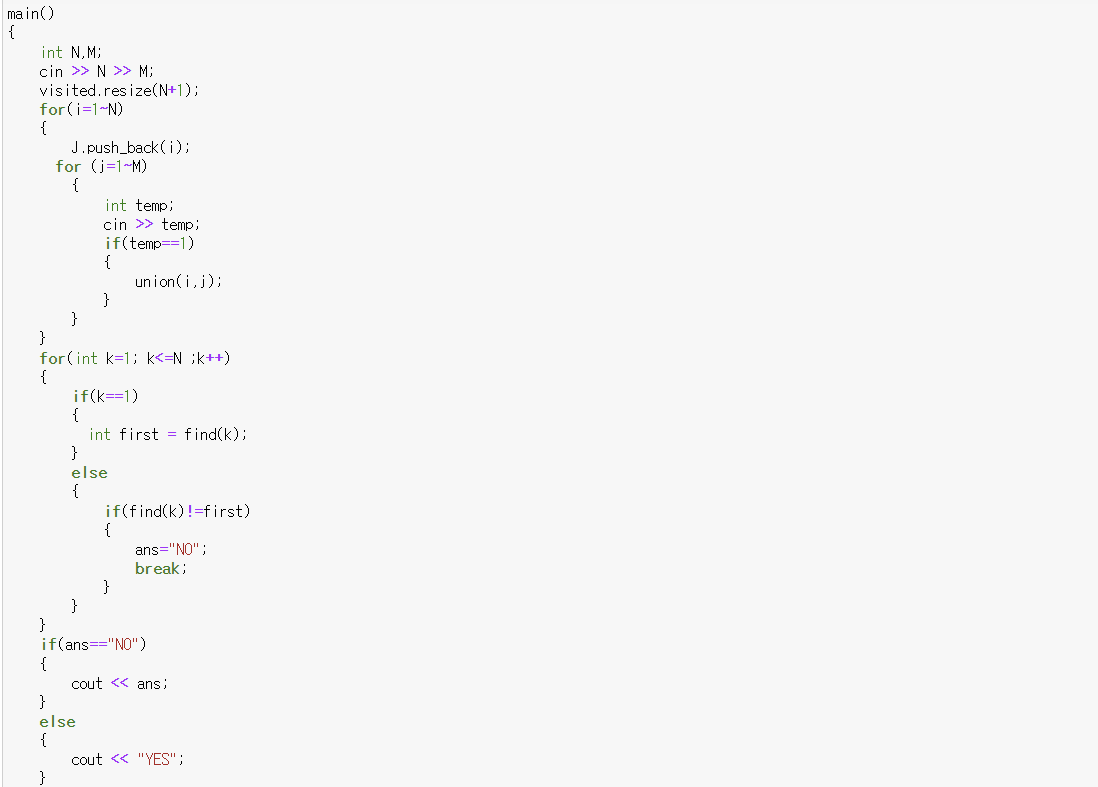 main()
{
    int N,M;
    cin >> N >> M;
    visited.resize(N+1);
    for(i=1~N)
    {
        J.push_back(i);
      for (j=1~M)
        {
            int temp;
            cin >> temp;
            if(temp==1)
            {
                union(i,j);
            }
        }
    }
    for(int k=1; k<=N ;k++)
    {
        if(k==1)
        {
          int first = find(k);
        }
        else
        {
            if(find(k)!=first)
            {
                ans="NO";
                break;
            }
        }
    }
    if(ans=="NO")
    {
        cout << ans;
    }
    else
    {
        cout << "YES";
    }